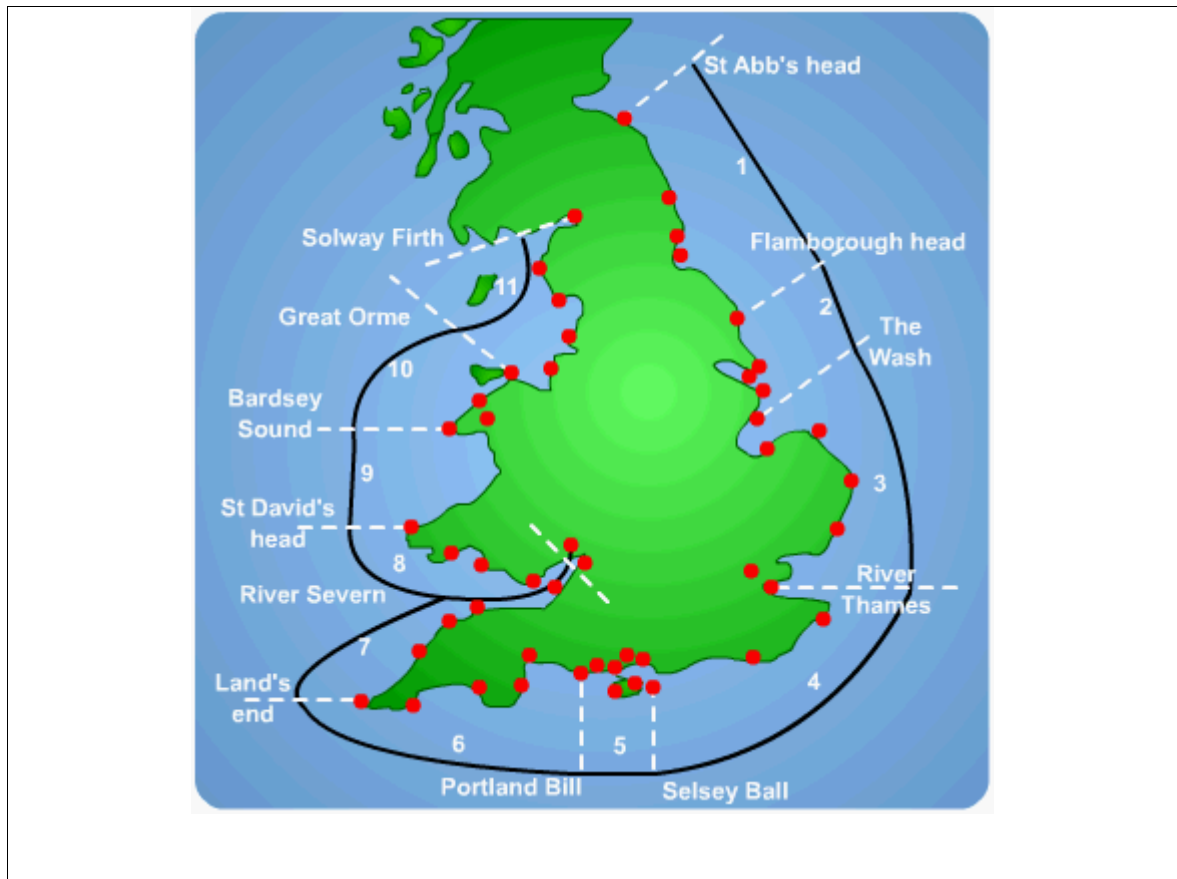 St Abb's head
1
Flamborough head
Solway Firth
11
2
Great Orme
The
Wash
10
Bardsey
Sound
9
3
St David's
head
8
River Severn
River
Thames
7
Land's
end
4
6
5
Portland Bill
Selsey Ball